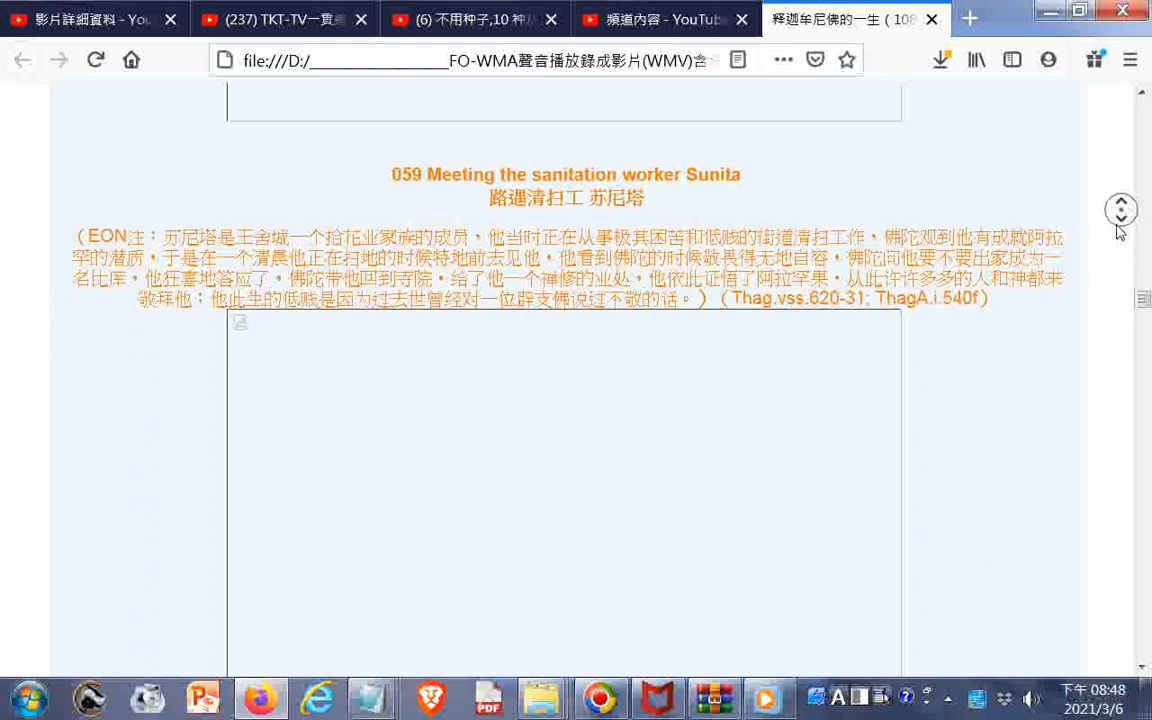 影片詳細資料 - You
(237) TKT-TV一貫
(6) 不用种子,10 种
頻道內容 - YouTub
释迦牟尼佛的一生（108
file:///D:/__________________FO-WMA聲音播放錄成影片(WMV)含
059 Meeting the sanitation worker Sunita
路遇清扫工 苏尼塔
（EON注：苏尼塔是王舍城一个拾花业家族的成员，他当时正在从事极其困苦和低贱的街道清扫工作，佛陀观到他有成就阿拉
罕的潜质，于是在一个清晨他正在扫地的时候特地前去见他，他看到佛陀的时候敬畏得无地自容，佛陀问他要不要出家成为一
名比库，他狂喜地答应了，佛陀带他回到寺院，给了他一个禅修的业处，他依此证悟了阿拉罕果，从此许许多多的人和神都来
敬拜他；他此生的低贱是因为过去世曾经对一位辟支佛说过不敬的话。）（Thag.vss.620-31; ThagA.i.540f）
PDF
A
下午 08:48
2021/3/6